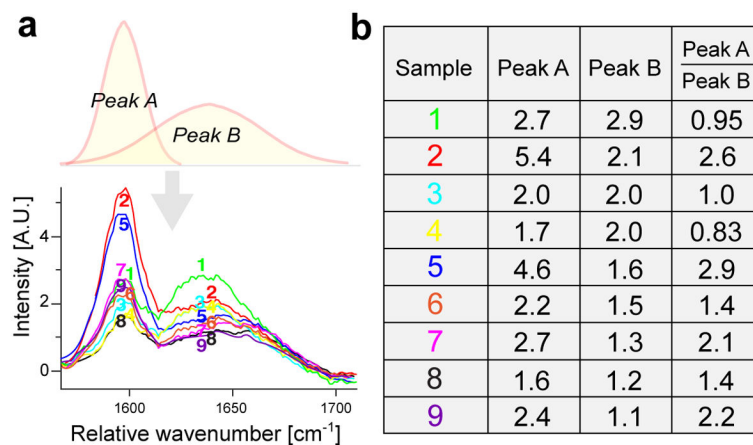 a
Peak A
Peak B
Intensity [A.U.]
4
2
0
2
5
7
1
9
6
3
4
8
1
2
3
4
5
7
6
8
9
1600
1650
1700
Relative wavenumber [cm⁻¹]
b
Sample Peak A Peak B Peak A
Peak B
1 2.7 2.9 0.95
2 5.4 2.1 2.6
3 2.0 2.0 1.0
4 1.7 2.0 0.83
5 4.6 1.6 2.9
6 2.2 1.5 1.4
7 2.7 1.3 2.1
8 1.6 1.2 1.4
9 2.4 1.1 2.2